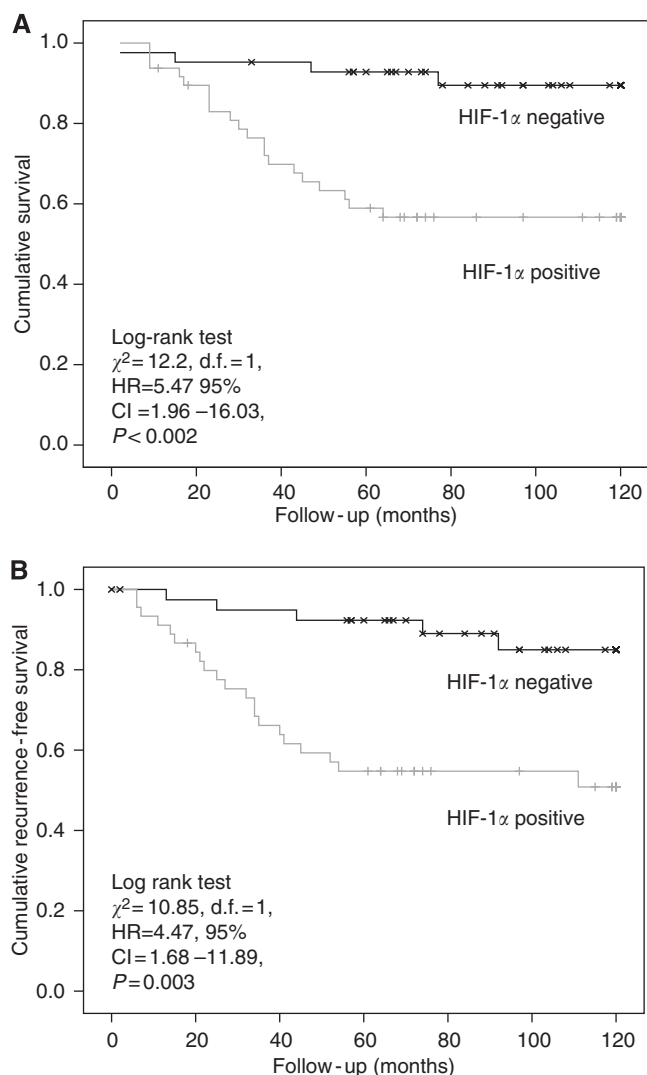 A
Cumulative survival
1.0
0.8
0.6
0.4
0.2
0.0
HIF-1α negative
HIF-1α positive
Log-rank test
χ²= 12.2, d.f. = 1,
HR=5.47 95%
CI =1.96 –16.03,
P< 0.002
0 20 40 60 80 100 120
Follow-up (months)
B
Cumulative recurrence-free survival
1.0
0.8
0.6
0.4
0.2
0.0
HIF-1α negative
HIF-1α positive
Log rank test
χ²= 10.85, d.f. = 1,
HR=4.47, 95%
CI = 1.68 –11.89,
P=0.003
0 20 40 60 80 100 120
Follow-up (months)